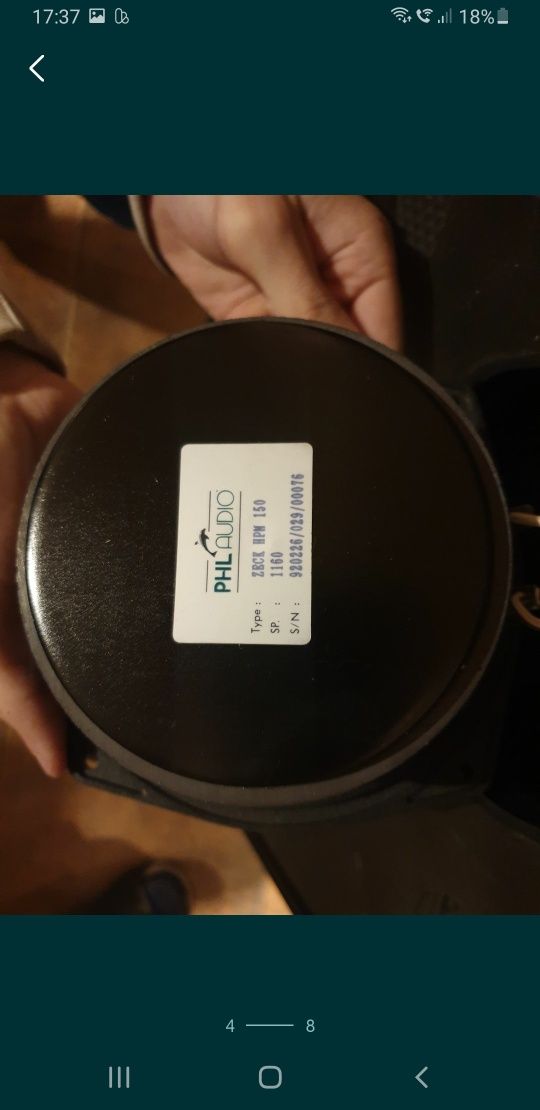 17:37
18%
PHL AUDIO
Type : ZECK HPM 150
SP. : 1160
S/N : 920226/029/00076
4
8